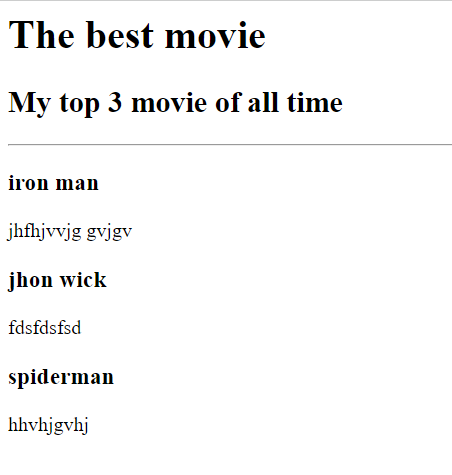 The best movie
My top 3 movie of all time
iron man
jhfhjvvjg gvjgv
jhon wick
fdsfdsfsd
spiderman
hhvhjgvhj